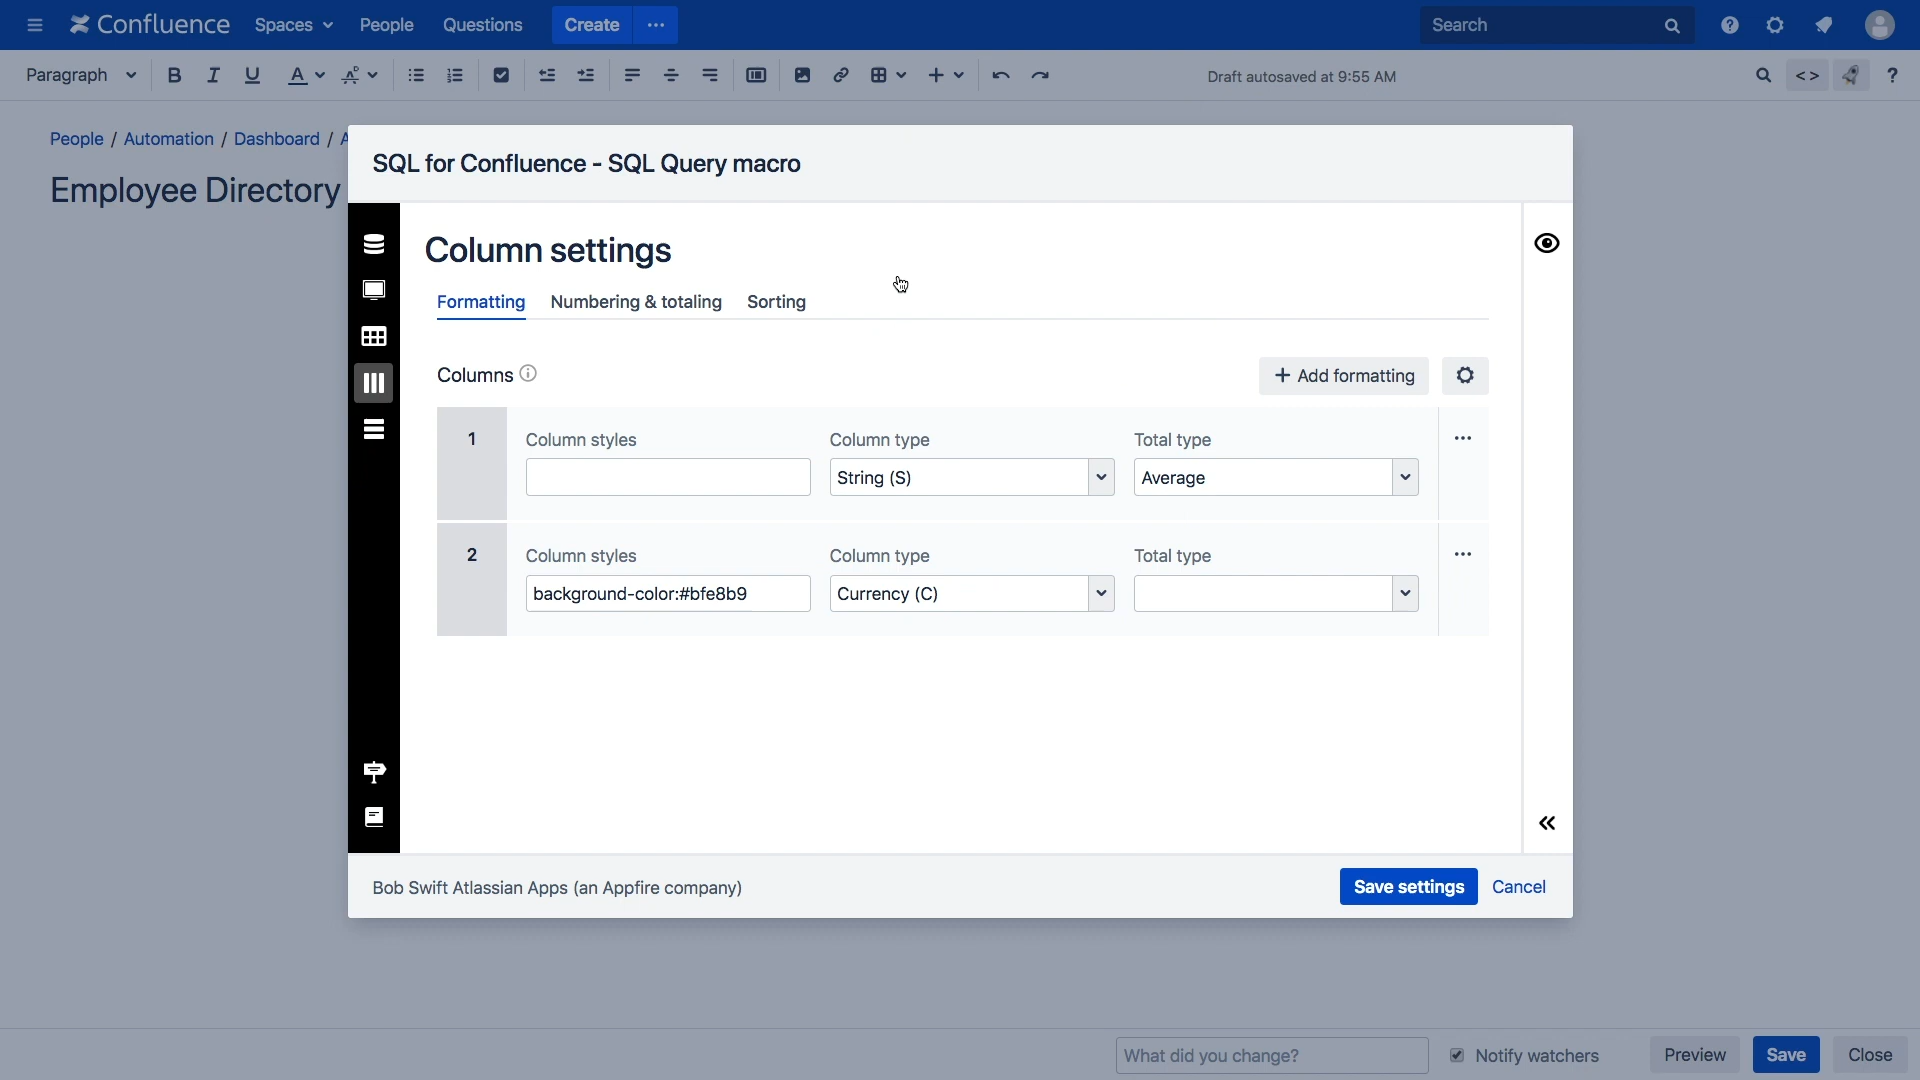 Confluence Spaces People Questions Create Search
Paragraph B I U A Draft autosaved at 9:55 AM <> ?
People / Automation / Dashboard / A
Employee Directory
SQL for Confluence - SQL Query macro
Column settings
Formatting Numbering & totaling Sorting
Columns + Add formatting
1 Column styles Column type Total type
String (S) Average
2 Column styles Column type Total type
background-color:#bfe8b9 Currency (C)
Bob Swift Atlassian Apps (an Appfire company) Save settings Cancel
What did you change? Notify watchers Preview Save Close